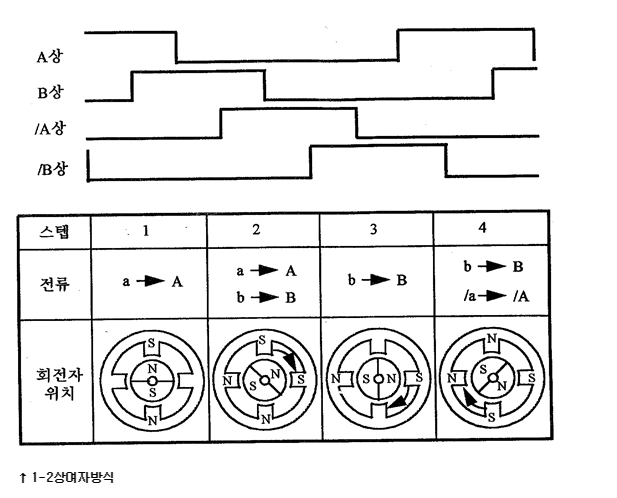 A상
B상
/A상
/B상
스텝 1 2 3 4
전류 a A a A b B b B
b B /a /A
회전자
위치
S N S N
S N S N S N
N S N S
N S N S N S
↑ 1-2상여자방식